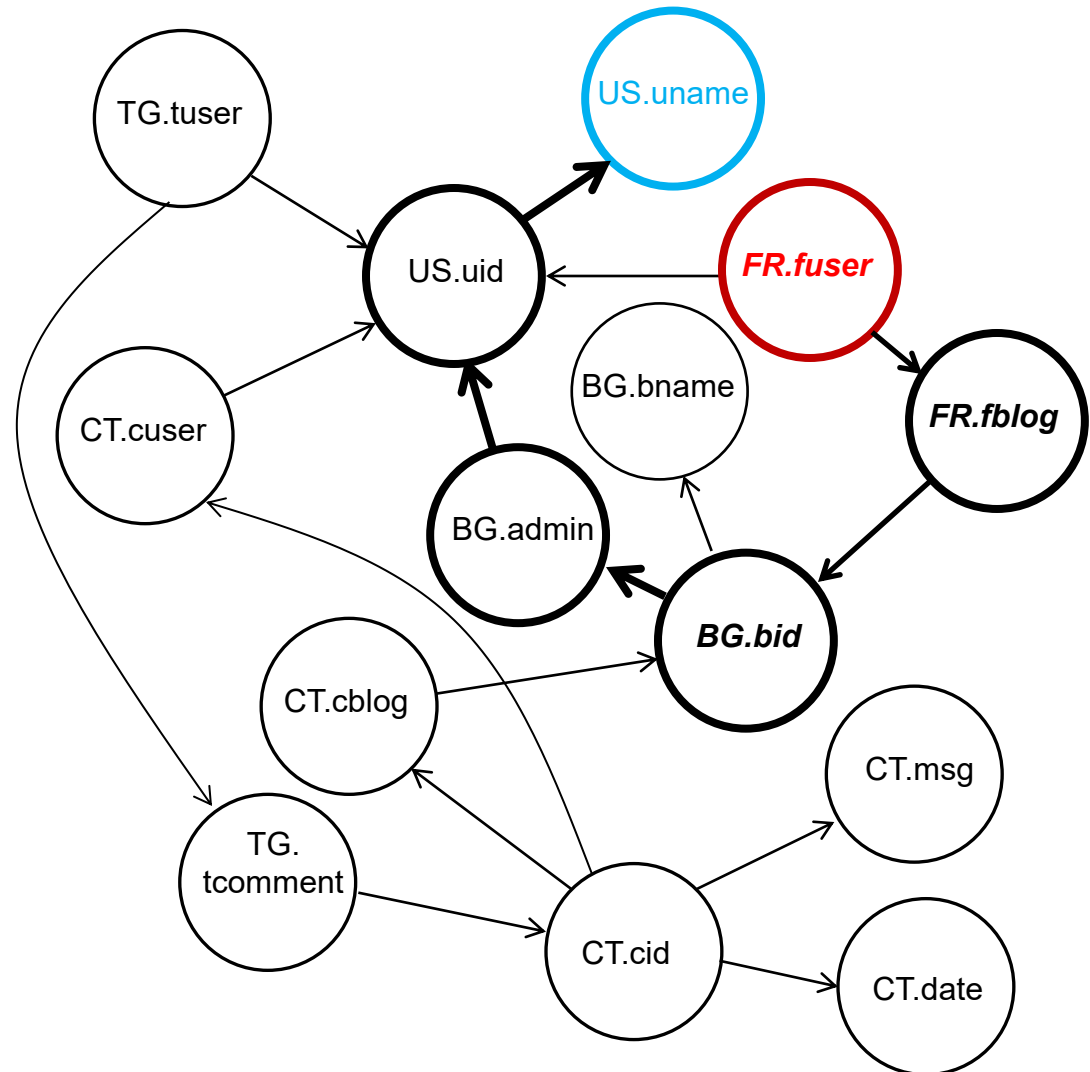 US.uname
TG.tuser
FR.fuser
US.uid
BG.bname
FR.fblog
CT.cuser
BG.admin
BG.bid
CT.cblog
CT.msg
TG.
tcomment
CT.cid
CT.date